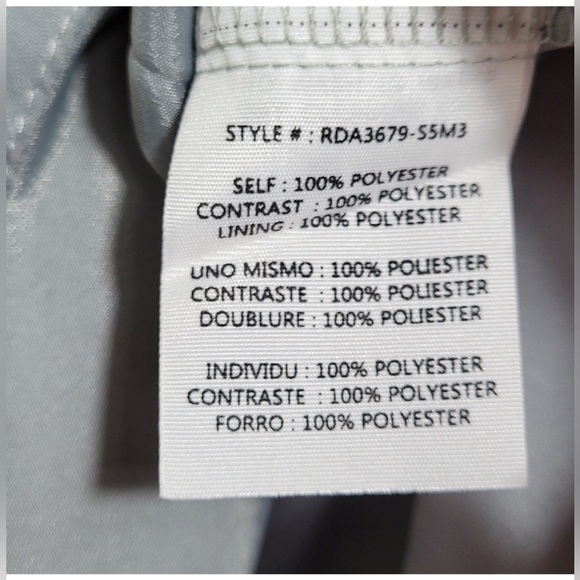 STYLE # : RDA3679-S5M3
SELF : 100% POLYESTER
CONTRAST : 100% POLYESTER
LINING : 100% POLYESTER
UNO MISMO : 100% POLIESTER
CONTRASTE : 100% POLIESTER
DOUBLURE : 100% POLIESTER
INDIVIDU : 100% POLYESTER
CONTRASTE : 100% POLYESTER
FORRO : 100% POLYESTER